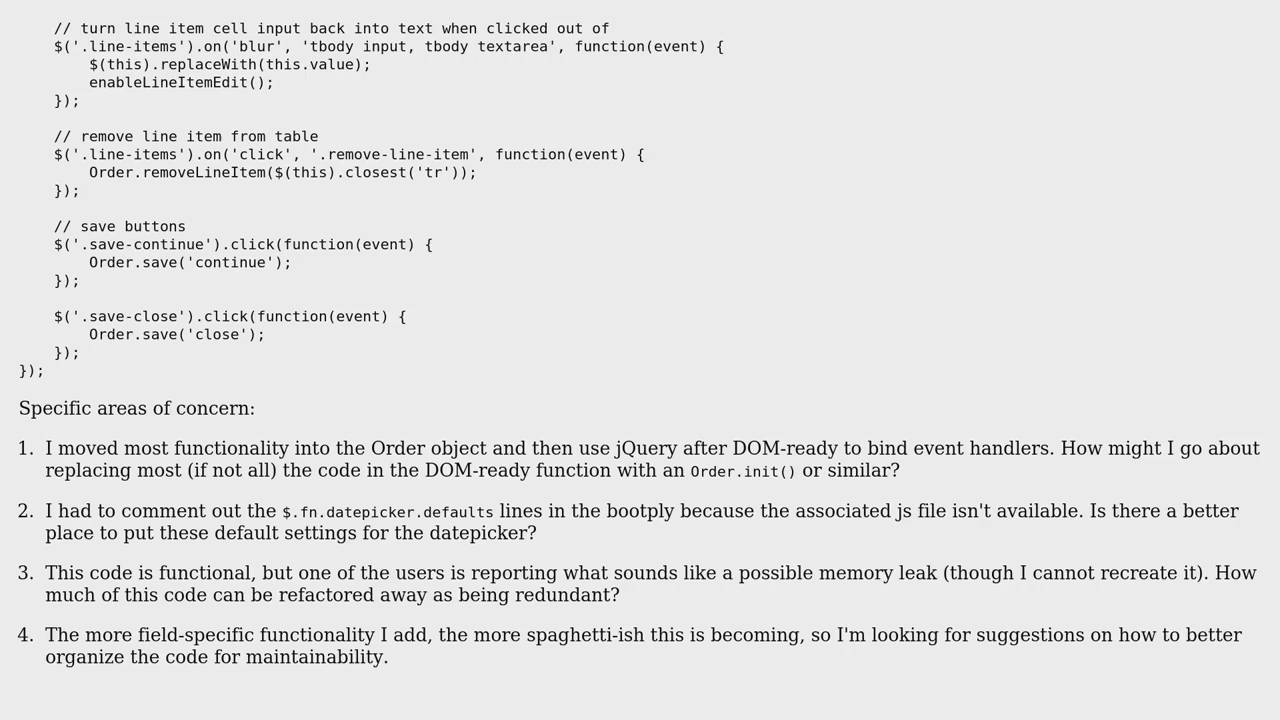 // turn line item cell input back into text when clicked out of
$('.line-items').on('blur', 'tbody input, tbody textarea', function(event) {
$(this).replaceWith(this.value);
enableLineItemEdit();
});
// remove line item from table
$('.line-items').on('click', '.remove-line-item', function(event) {
Order.removeLineItem($(this).closest('tr'));
});
// save buttons
$('.save-continue').click(function(event) {
Order.save('continue');
});
$('.save-close').click(function(event) {
Order.save('close');
});
});
Specific areas of concern:
1. I moved most functionality into the Order object and then use jQuery after DOM-ready to bind event handlers. How might I go about
replacing most (if not all) the code in the DOM-ready function with an Order.init() or similar?
2. I had to comment out the $.fn.datepicker.defaults lines in the bootply because the associated js file isn't available. Is there a better
place to put these default settings for the datepicker?
3. This code is functional, but one of the users is reporting what sounds like a possible memory leak (though I cannot recreate it). How
much of this code can be refactored away as being redundant?
4. The more field-specific functionality I add, the more spaghetti-ish this is becoming, so I'm looking for suggestions on how to better
organize the code for maintainability.